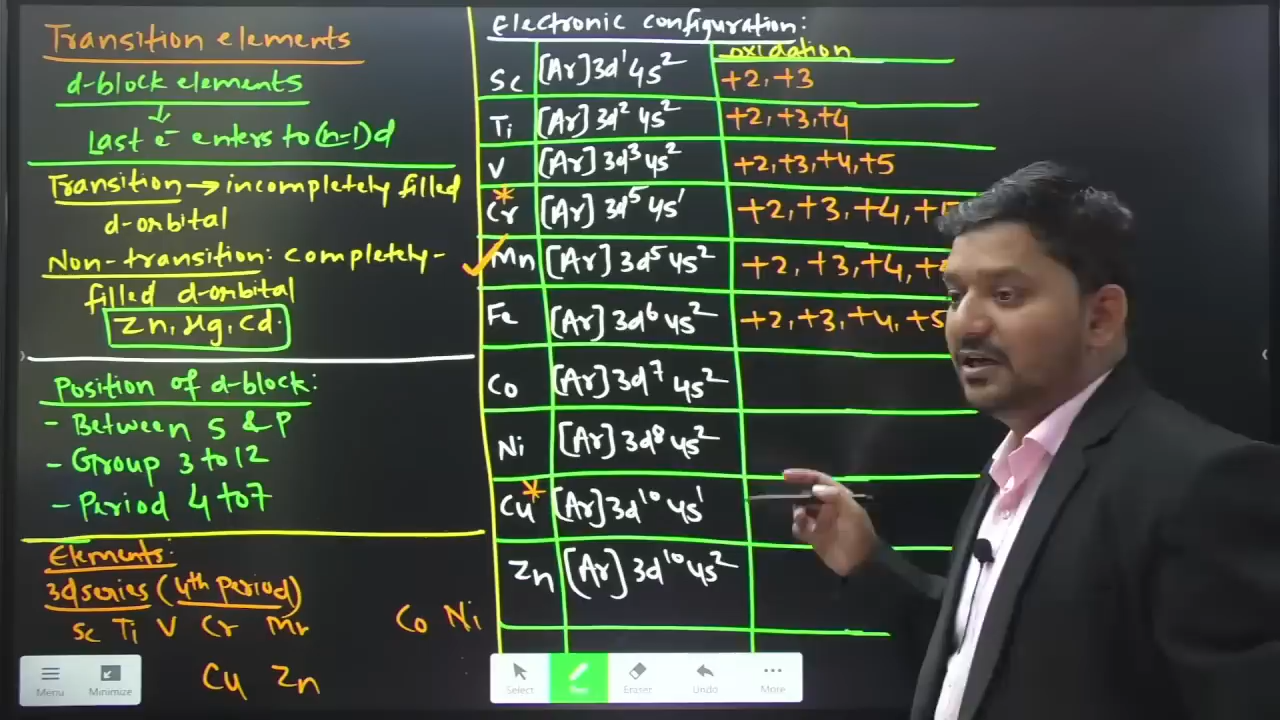 Transition elements
d-block elements
↓
Last e⁻ enters to (n-1)d
Transition → incompletely filled
d-orbital
Non-transition: completely-
filled d-orbital
Zn, Hg, Cd.
Position of d-block:
- Between S & P
- Group 3 to 12
- Period 4 to 7
Elements:
3d series (4th period)
Sc Ti V Cr Mn Co Ni
Cu Zn
Electronic configuration:
oxidation
Sc [Ar] 3d¹ 4s² +2, +3
Ti [Ar] 3d² 4s² +2, +3, +4
V [Ar] 3d³ 4s² +2, +3, +4, +5
Cr* [Ar] 3d⁵ 4s¹ +2, +3, +4,
✓ Mn [Ar] 3d⁵ 4s² +2, +3, +4,
Fe [Ar] 3d⁶ 4s² +2, +3, +4, +5
Co [Ar] 3d⁷ 4s²
Ni [Ar] 3d⁸ 4s²
Cu* [Ar] 3d¹⁰ 4s¹
Zn [Ar] 3d¹⁰ 4s²
Menu Minimize
Select Pen Eraser Undo More